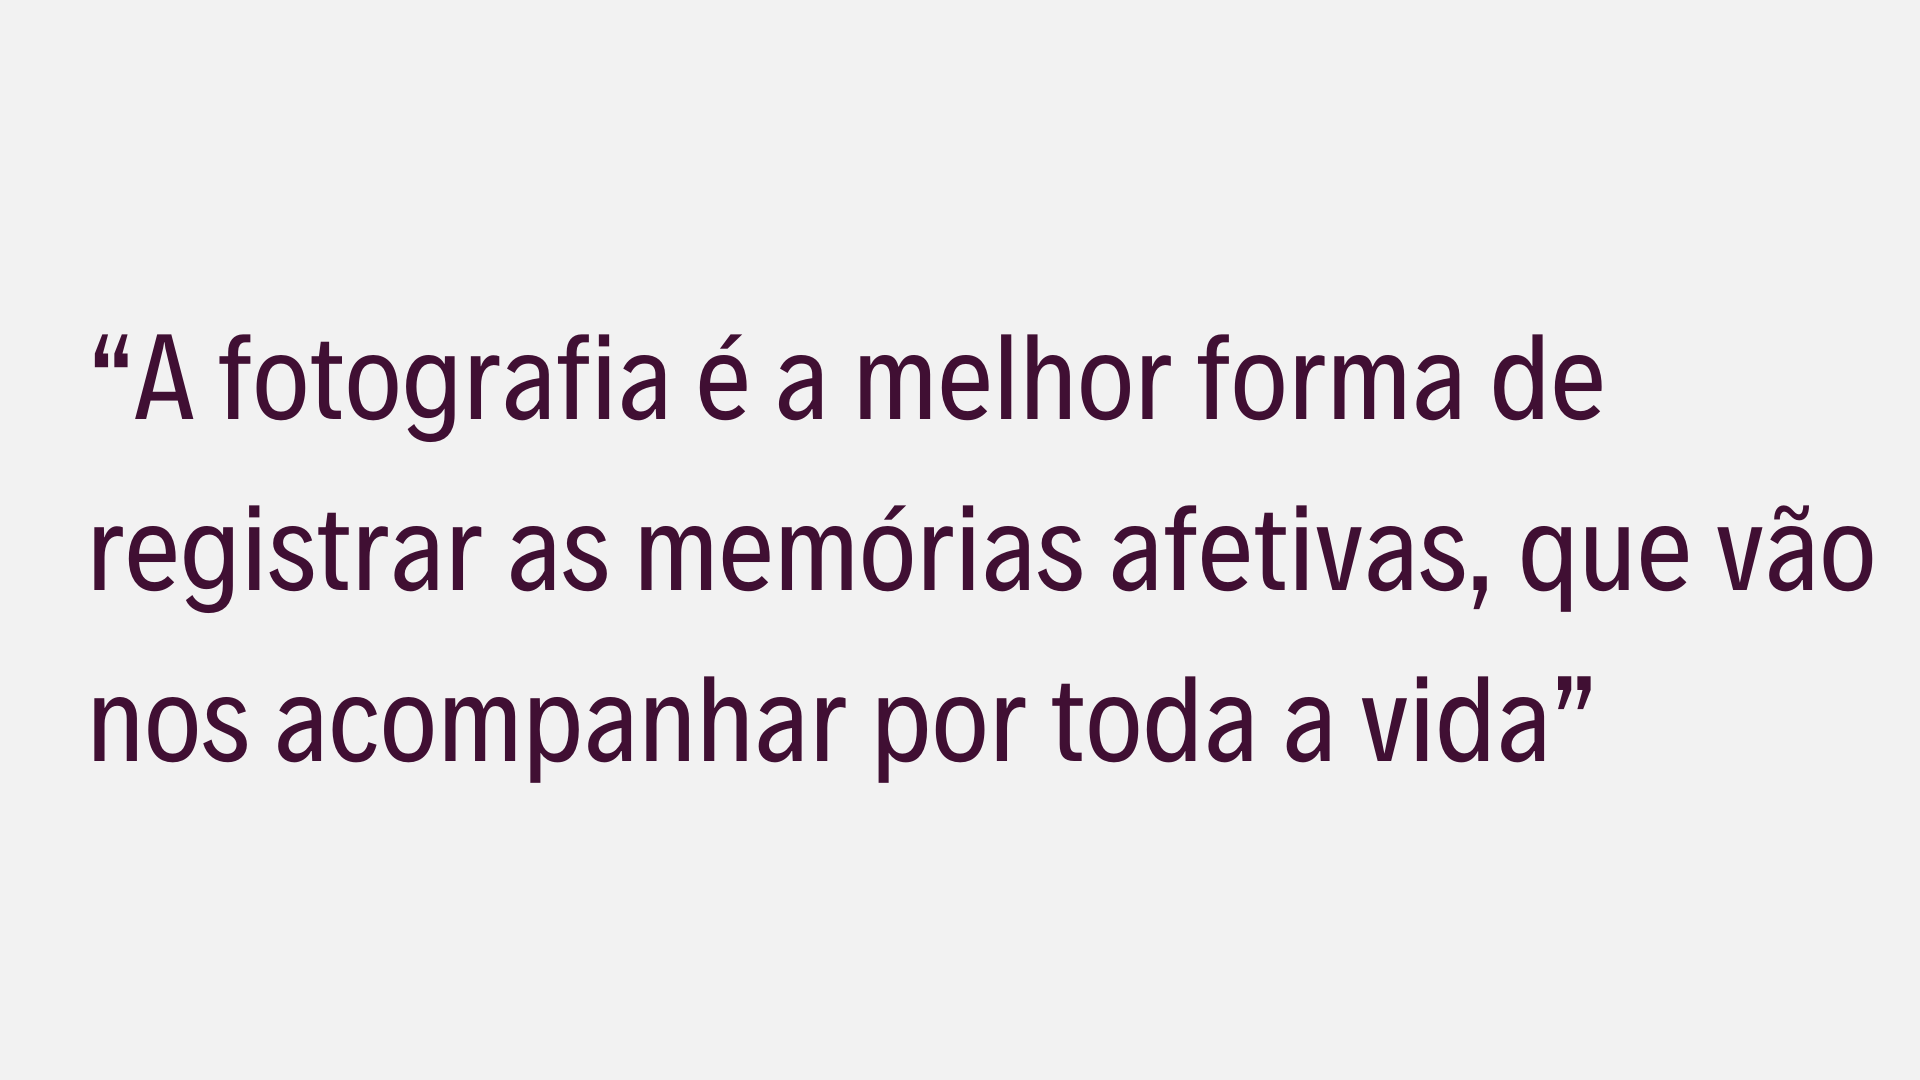 “A fotografia é a melhor forma de
registrar as memórias afetivas, que vão
nos acompanhar por toda a vida”